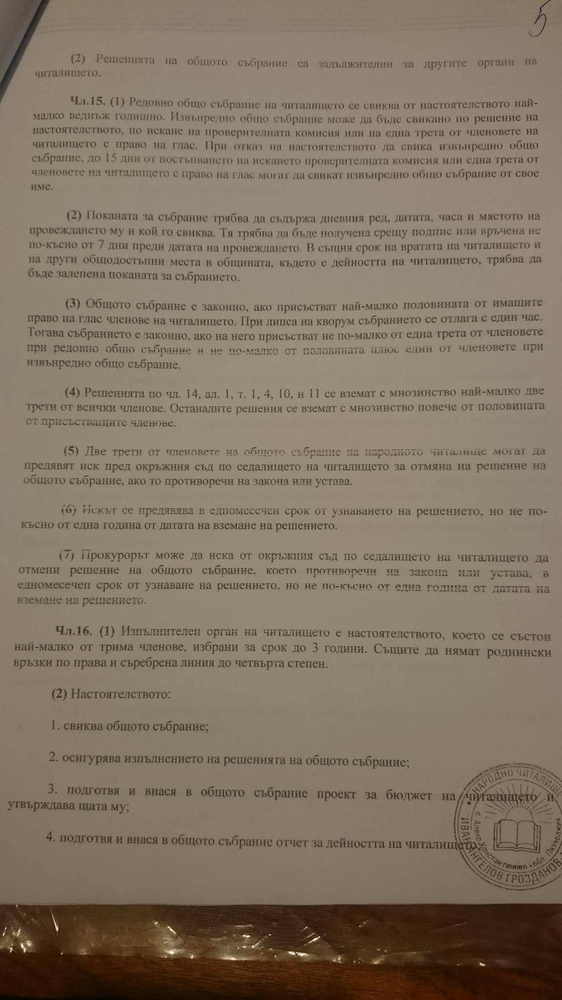 5
(2) Решенията на общото събрание са задължителни за другите органи на
читалището.
Чл.15. (1) Редовно общо събрание на читалището се свиква от настоятелството най-
малко веднъж годишно. Извънредно общо събрание може да бъде свикано по решение на
настоятелството, по искане на проверителната комисия или на една трета от членовете на
читалището с право на глас. При отказ на настоятелството да свика извънредно общо
събрание, до 15 дни от постъпването на искането проверителната комисия или една трета от
членовете на читалището с право на глас могат да свикат извънредно общо събрание от свое
име.
(2) Поканата за събрание трябва да съдържа дневния ред, датата, часа и мястото на
провеждането му и кой го свиква. Тя трябва да бъде получена срещу подпис или връчена не
по-късно от 7 дни преди датата на провеждането. В същия срок на вратата на читалището и
на други общодостъпни места в общината, където е дейността на читалището, трябва да
бъде залепена поканата за събранието.
(3) Общото събрание е законно, ако присъстват най-малко половината от имащите
право на глас членове на читалището. При липса на кворум събранието се отлага с един час.
Тогава събранието е законно, ако на него присъстват не по-малко от една трета от членовете
при редовно общо събрание и не по-малко от половината плюс един от членовете при
извънредно общо събрание.
(4) Решенията по чл. 14, ал. 1, т. 1, 4, 10, и 11 се вземат с мнозинство най-малко две
трети от всички членове. Останалите решения се вземат с мнозинство повече от половината
от присъстващите членове.
(5) Две трети от членовете на общото събрание на народното читалище могат да
предявят иск пред окръжния съд по седалището на читалището за отмяна на решение на
общото събрание, ако то противоречи на закона или устава.
(6) Искът се предявява в едномесечен срок от узнаването на решението, но не по-
късно от една година от датата на вземане на решението.
(7) Прокурорът може да иска от окръжния съд по седалището на читалището да
отмени решение на общото събрание, което противоречи на закона или устава, в
едномесечен срок от узнаване на решението, но не по-късно от една година от датата на
вземане на решението.
Чл.16. (1) Изпълнителен орган на читалището е настоятелството, което се състои
най-малко от трима членове, избрани за срок до 3 години. Същите да нямат роднински
връзки по права и съребрена линия до четвърта степен.
(2) Настоятелството:
1. свиква общото събрание;
2. осигурява изпълнението на решенията на общото събрание;
3. подготвя и внася в общото събрание проект за бюджет на читалището и
утвърждава щата му;
4. подготвя и внася в общото събрание отчет за дейността на читалището;
НАРОДНО ЧИТАЛИЩЕ
"ИВАН АНГЕЛОВ ГРОЗДАНОВ-
с. Алеко Константиново • обл. Пазарджик